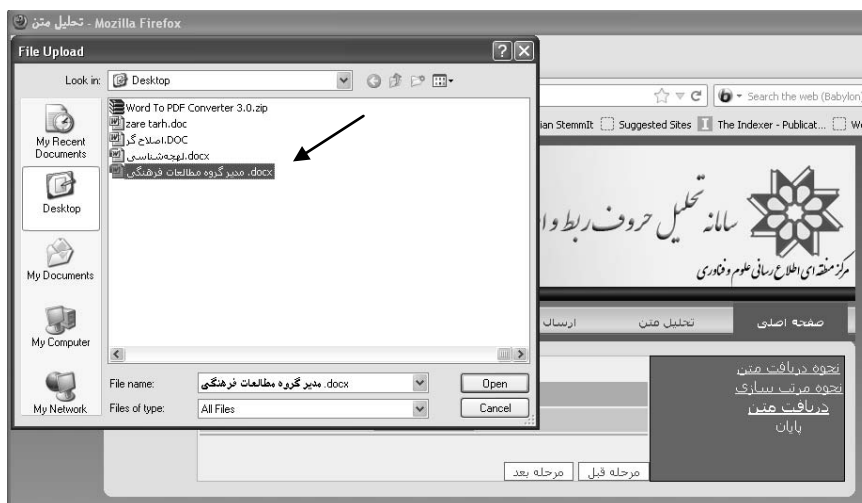 تحلیل متن - Mozilla Firefox
File Upload
Look in:
Desktop
My Recent Documents
Desktop
My Documents
My Computer
My Network
Word To PDF Converter 3.0.zip
zare tarh.doc
اصلاح گر.DOC
لهجه‌شناسی.docx
مدیر گروه مطالعات فرهنگی .docx
File name:
مدیر گروه مطالعات فرهنگی .docx
Open
Files of type:
All Files
Cancel
Search the web (Babylon)
ian StemmIt
Suggested Sites
The Indexer - Publicat...
We
سامانه تحلیل حروف ربط و ا
مرکز منطقه ای اطلاع رسانی علوم و فناوری
صفحه اصلی
تحلیل متن
ارسال
نحوه دریافت متن
نحوه مرتب سازی
دریافت متن
پایان
مرحله قبل
مرحله بعد